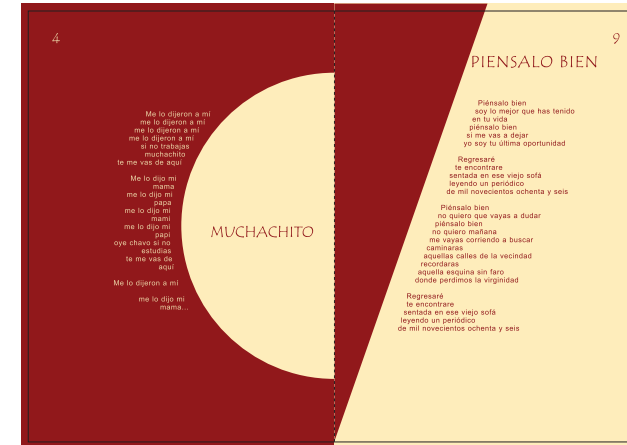 4
Me lo dijeron a mí
me lo dijeron a mí
me lo dijeron a mí
me lo dijeron a mí
si no trabajas
muchachito
te me vas de aquí
Me lo dijo mi
mama
me lo dijo mi
papa
me lo dijo mi
mami
me lo dijo mi
papi
oye chavo si no
estudias
te me vas de
aquí
Me lo dijeron a mí
me lo dijo mi
mama...
MUCHACHITO
9
PIENSALO BIEN
Piénsalo bien
soy lo mejor que has tenido
en tu vida
piénsalo bien
si me vas a dejar
yo soy tu última oportunidad
Regresaré
te encontrare
sentada en ese viejo sofá
leyendo un periódico
de mil novecientos ochenta y seis
Piénsalo bien
no quiero que vayas a dudar
piénsalo bien
no quiero mañana
me vayas corriendo a buscar
caminaras
aquellas calles de la vecindad
recordaras
aquella esquina sin faro
donde perdimos la virginidad
Regresaré
te encontrare
sentada en ese viejo sofá
leyendo un periódico
de mil novecientos ochenta y seis